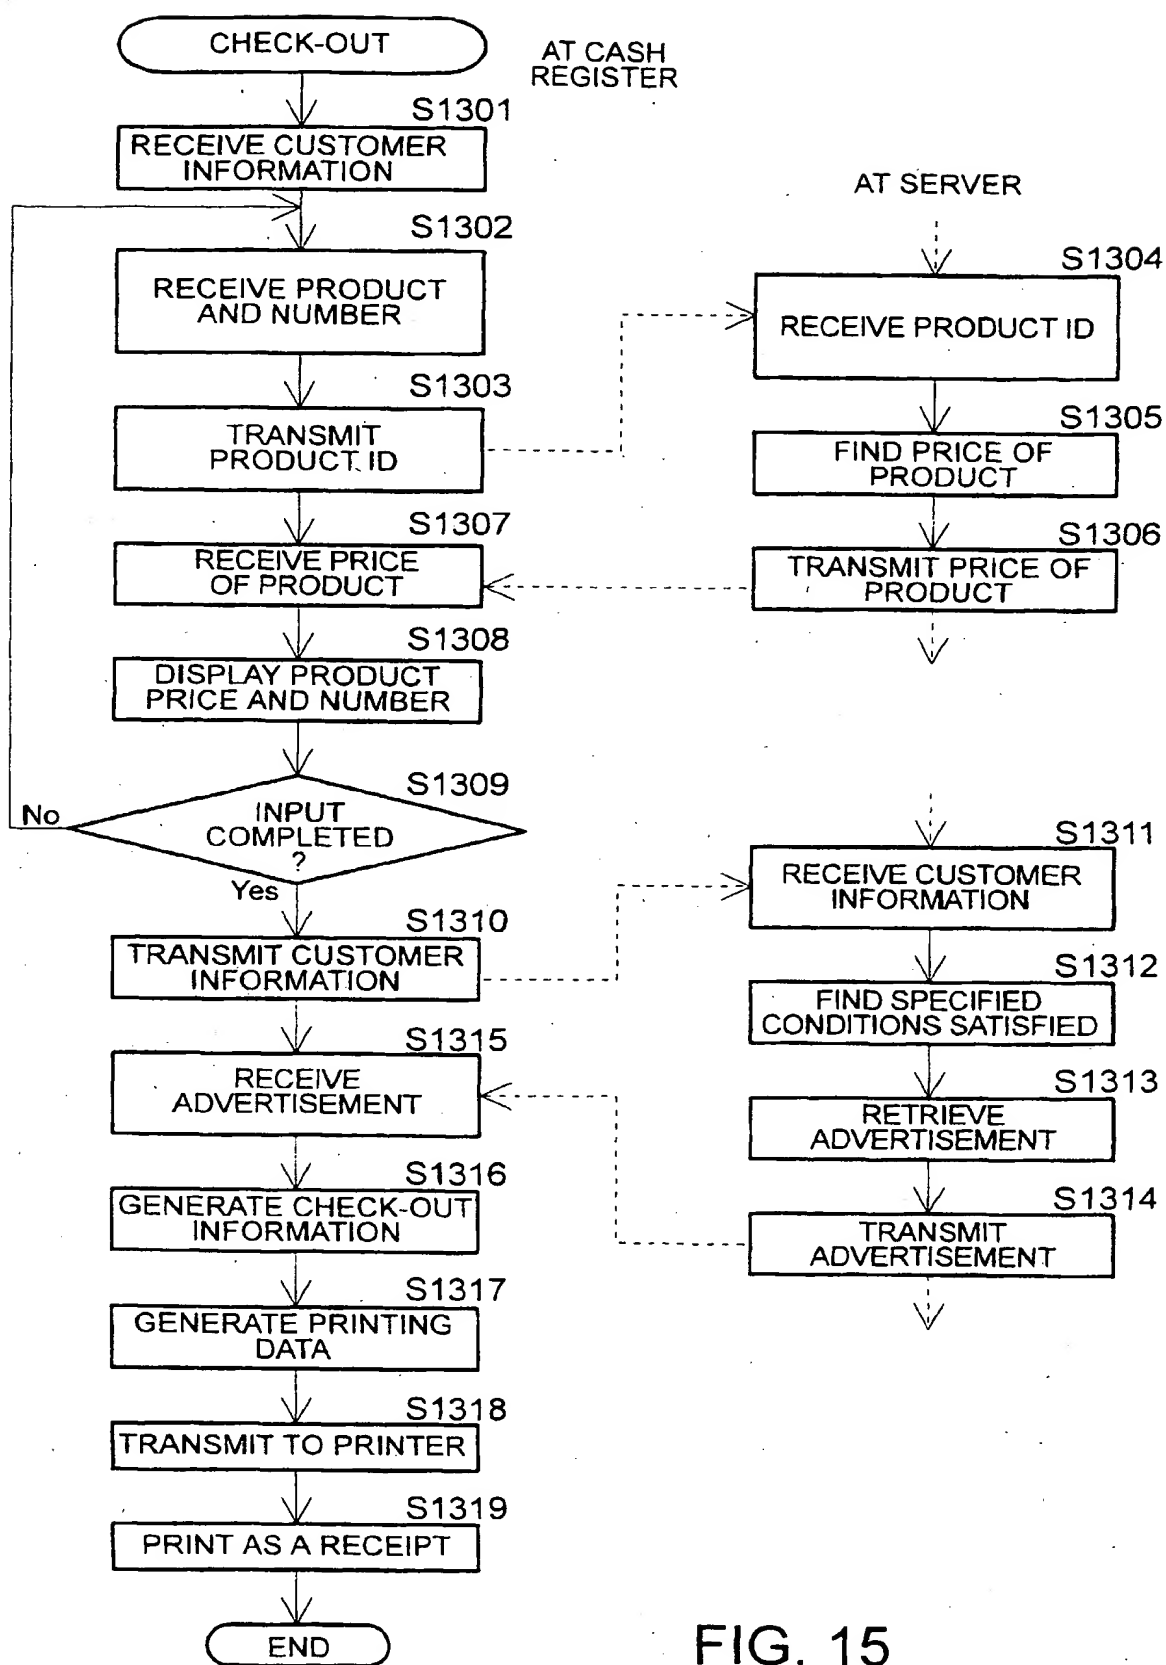 CHECK-OUT
AT CASH
REGISTER
S1301
RECEIVE CUSTOMER
INFORMATION
AT SERVER
S1302
RECEIVE PRODUCT
AND NUMBER
S1304
RECEIVE PRODUCT ID
S1303
TRANSMIT
PRODUCT ID
S1305
FIND PRICE OF
PRODUCT
S1307
RECEIVE PRICE
OF PRODUCT
S1306
TRANSMIT PRICE OF
PRODUCT
S1308
DISPLAY PRODUCT
PRICE AND NUMBER
S1309
INPUT
COMPLETED
?
No
Yes
S1311
RECEIVE CUSTOMER
INFORMATION
S1310
TRANSMIT CUSTOMER
INFORMATION
S1312
FIND SPECIFIED
CONDITIONS SATISFIED
S1315
RECEIVE
ADVERTISEMENT
S1313
RETRIEVE
ADVERTISEMENT
S1316
GENERATE CHECK-OUT
INFORMATION
S1314
TRANSMIT
ADVERTISEMENT
S1317
GENERATE PRINTING
DATA
S1318
TRANSMIT TO PRINTER
S1319
PRINT AS A RECEIPT
END
FIG. 15